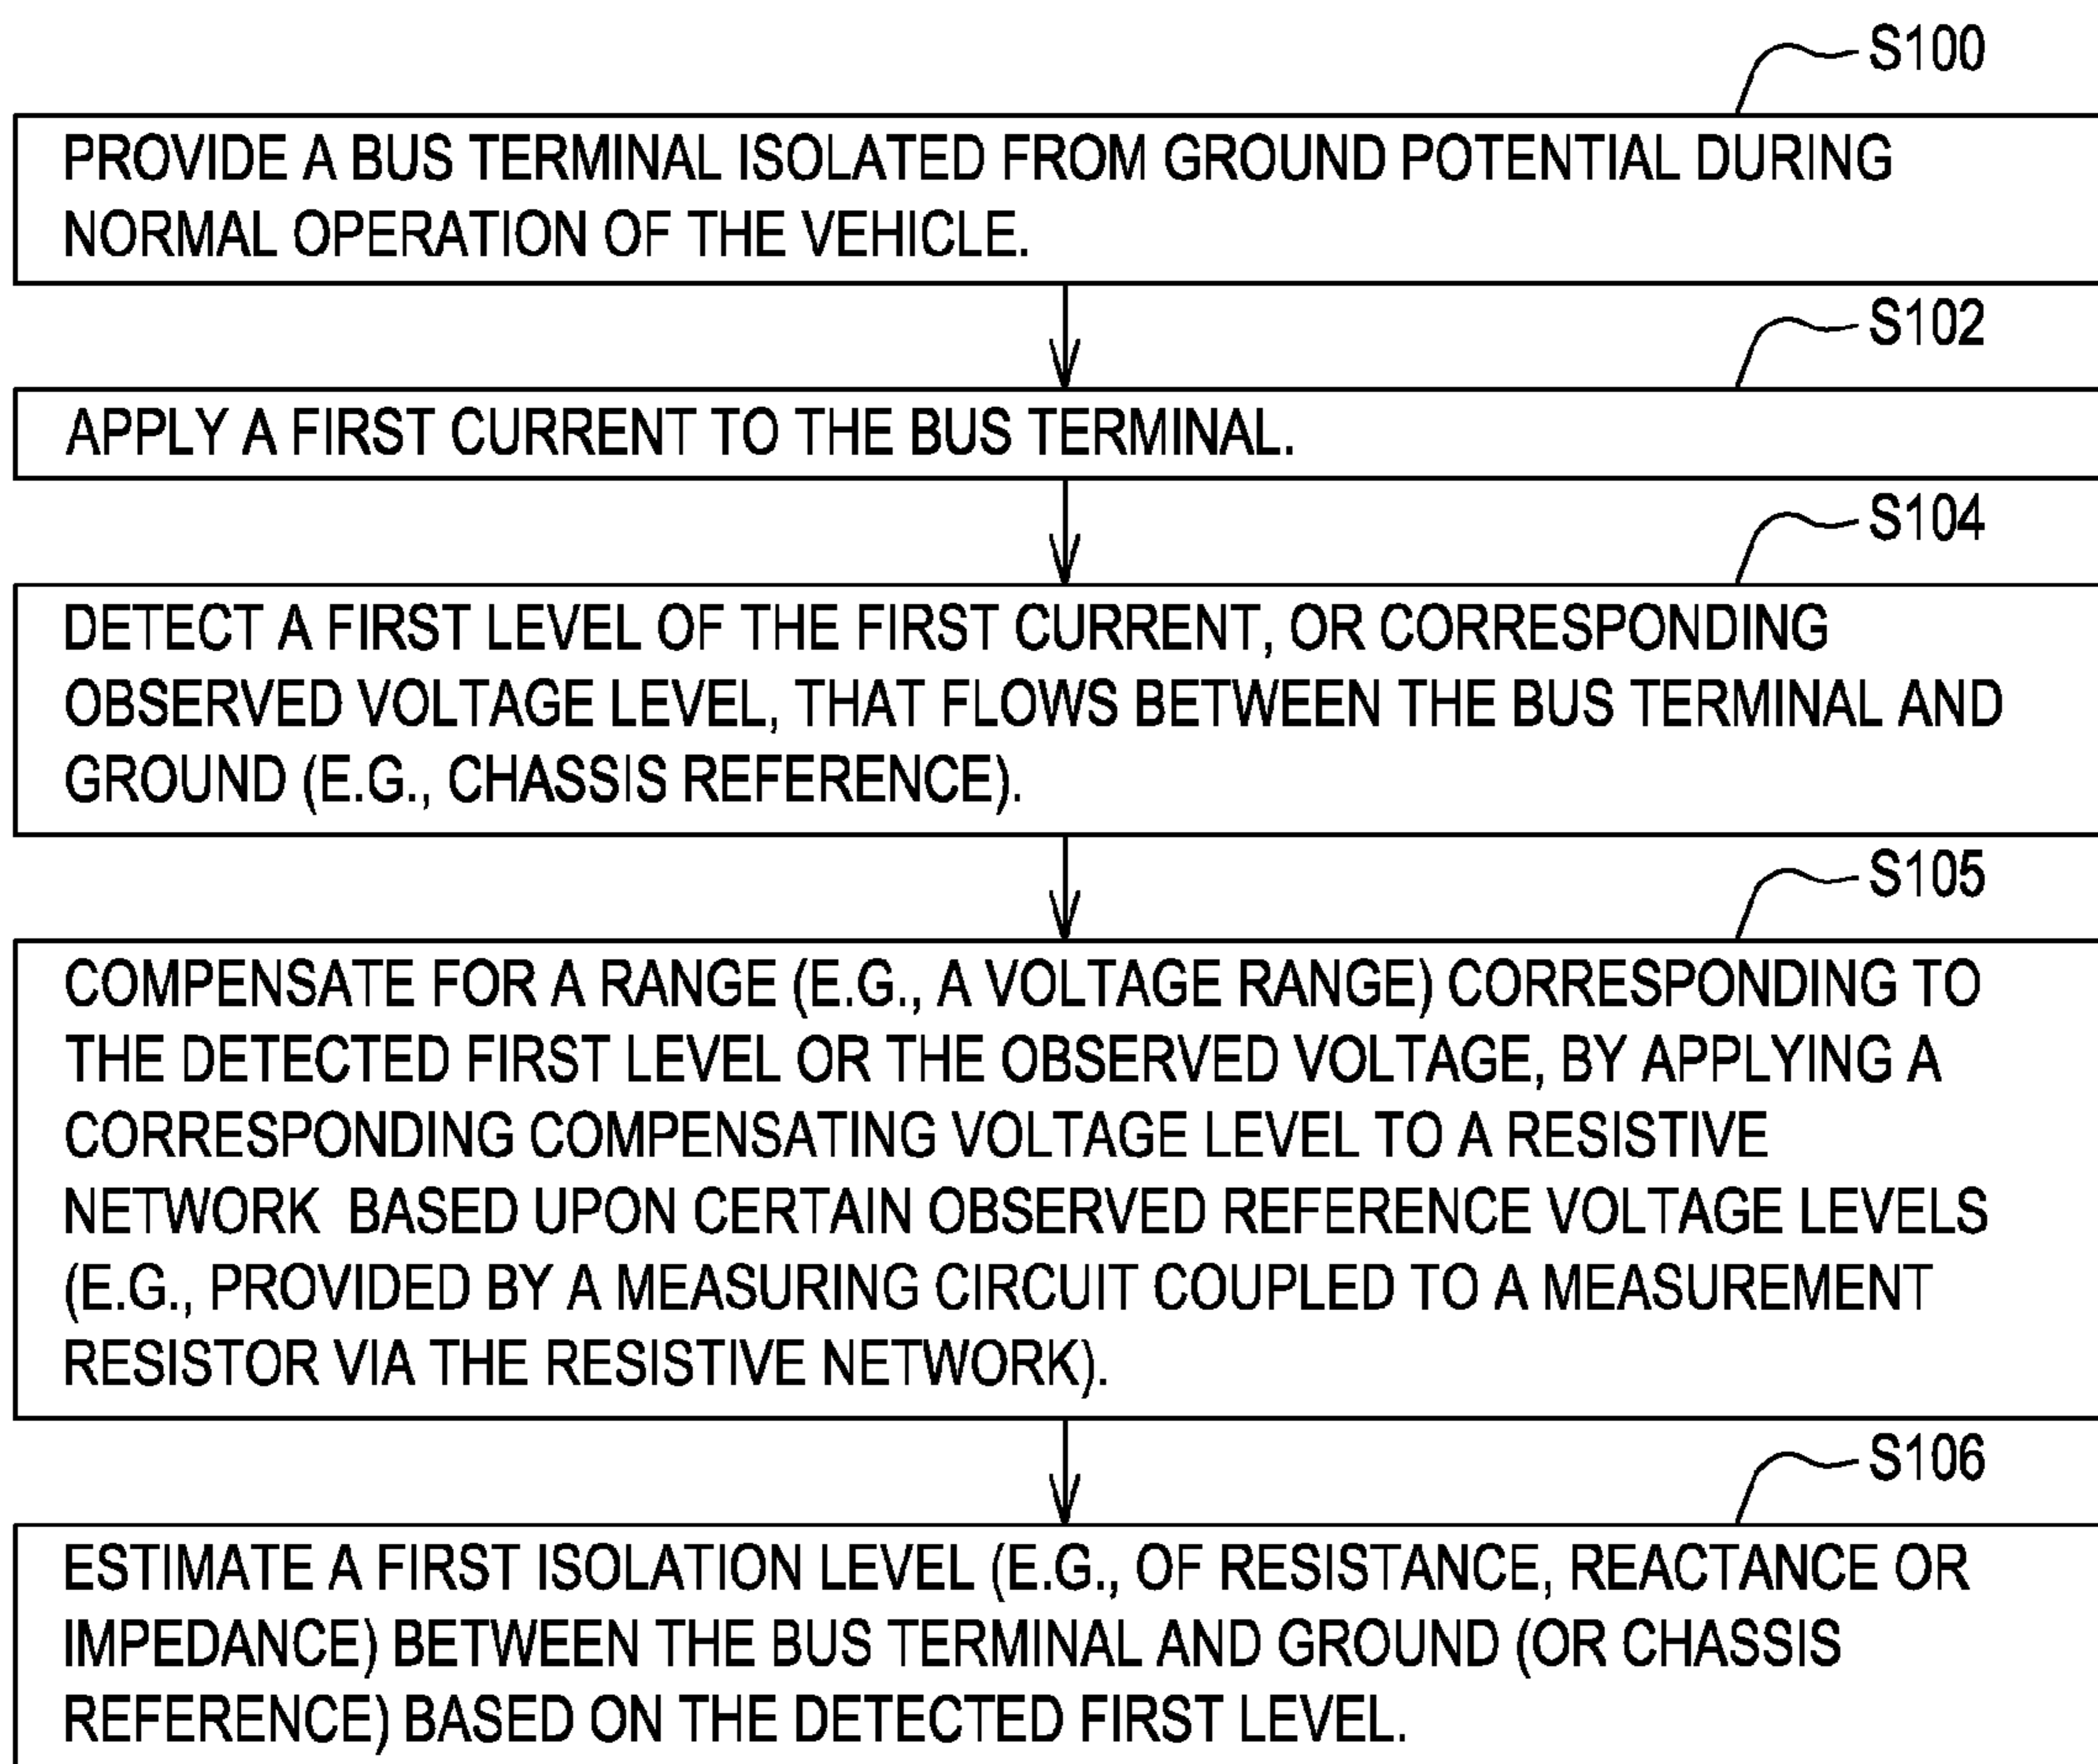 S100
PROVIDE A BUS TERMINAL ISOLATED FROM GROUND POTENTIAL DURING
NORMAL OPERATION OF THE VEHICLE.
S102
APPLY A FIRST CURRENT TO THE BUS TERMINAL.
S104
DETECT A FIRST LEVEL OF THE FIRST CURRENT, OR CORRESPONDING
OBSERVED VOLTAGE LEVEL, THAT FLOWS BETWEEN THE BUS TERMINAL AND
GROUND (E.G., CHASSIS REFERENCE).
S105
COMPENSATE FOR A RANGE (E.G., A VOLTAGE RANGE) CORRESPONDING TO
THE DETECTED FIRST LEVEL OR THE OBSERVED VOLTAGE, BY APPLYING A
CORRESPONDING COMPENSATING VOLTAGE LEVEL TO A RESISTIVE
NETWORK BASED UPON CERTAIN OBSERVED REFERENCE VOLTAGE LEVELS
(E.G., PROVIDED BY A MEASURING CIRCUIT COUPLED TO A MEASUREMENT
RESISTOR VIA THE RESISTIVE NETWORK).
S106
ESTIMATE A FIRST ISOLATION LEVEL (E.G., OF RESISTANCE, REACTANCE OR
IMPEDANCE) BETWEEN THE BUS TERMINAL AND GROUND (OR CHASSIS
REFERENCE) BASED ON THE DETECTED FIRST LEVEL.